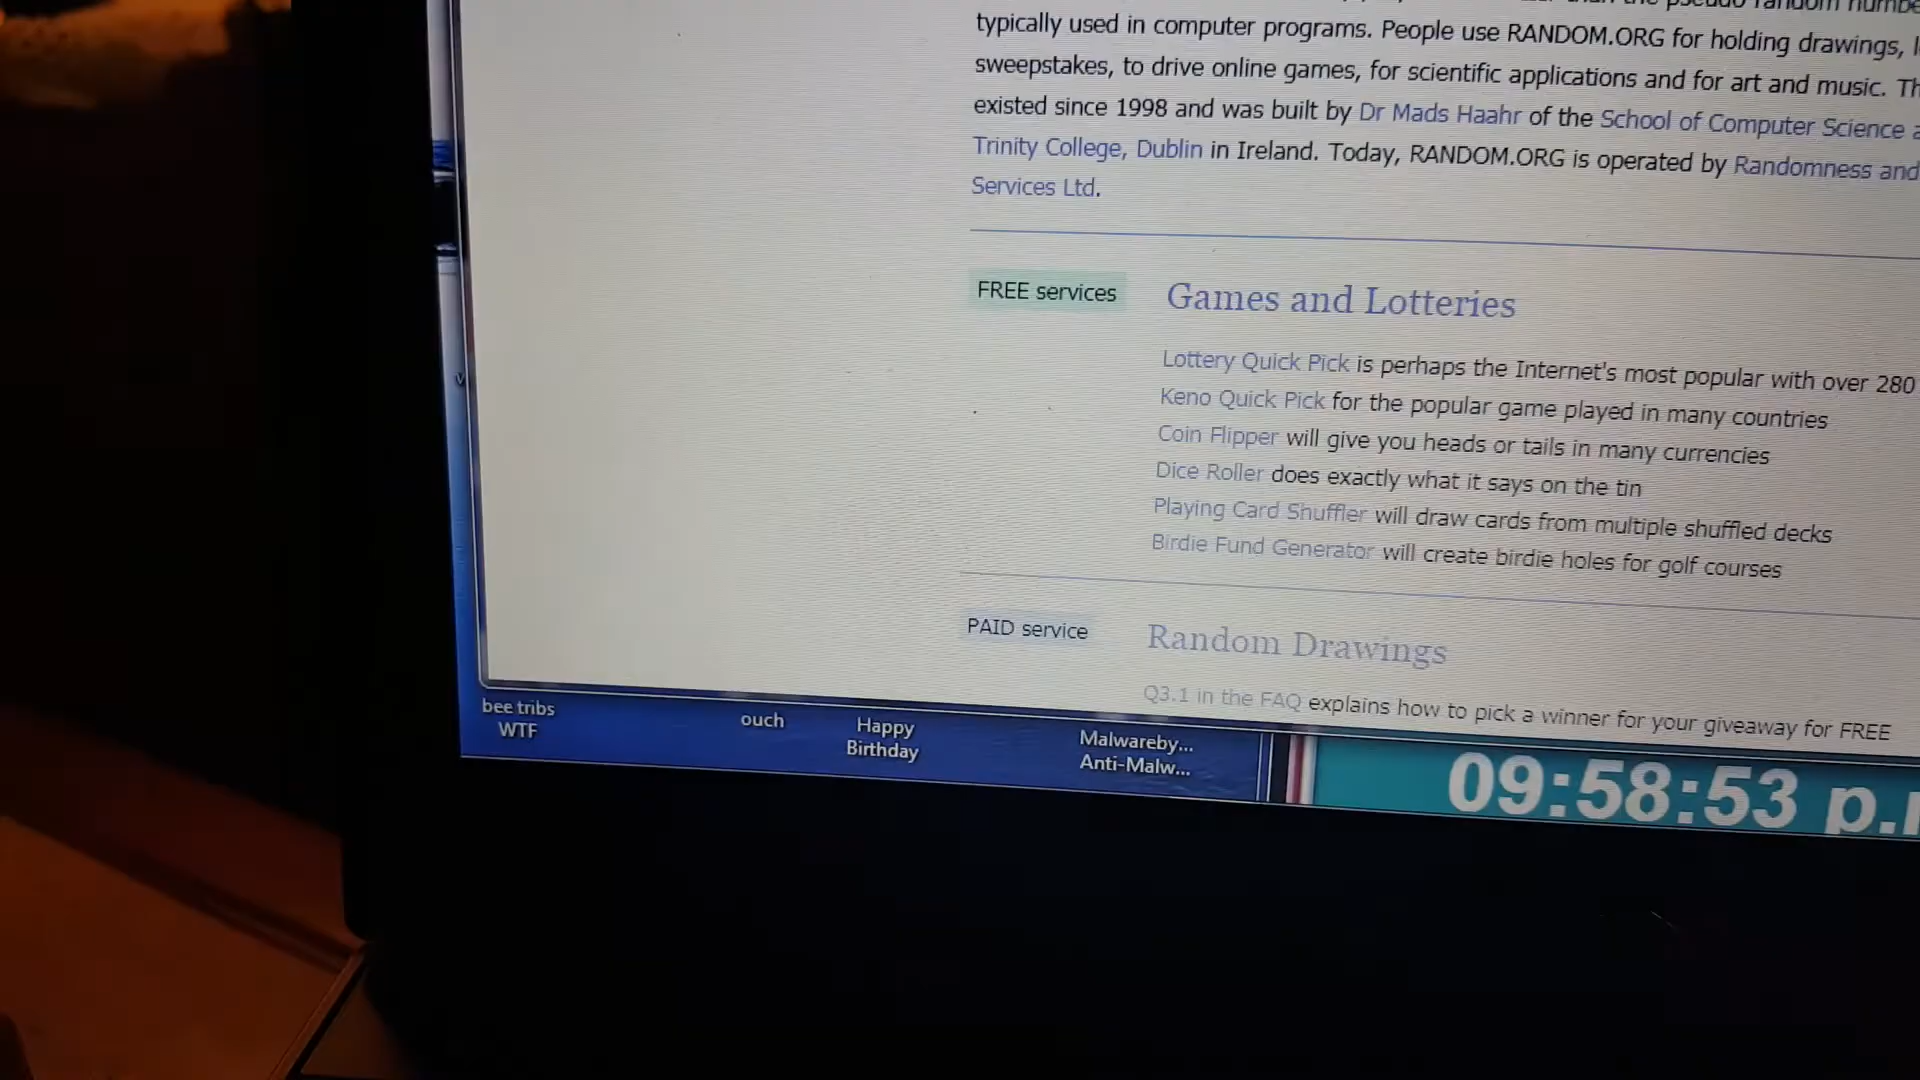 typically used in computer programs. People use RANDOM.ORG for holding drawings,
sweepstakes, to drive online games, for scientific applications and for art and music.
existed since 1998 and was built by Dr Mads Haahr of the School of Computer Science
Trinity College, Dublin in Ireland. Today, RANDOM.ORG is operated by Randomness and
Services Ltd.
FREE services
Games and Lotteries
Lottery Quick Pick is perhaps the Internet's most popular with over 280
Keno Quick Pick for the popular game played in many countries
Coin Flipper will give you heads or tails in many currencies
Dice Roller does exactly what it says on the tin
Playing Card Shuffler will draw cards from multiple shuffled decks
Birdie Fund Generator will create birdie holes for golf courses
PAID service
Random Drawings
Q3.1 in the FAQ explains how to pick a winner for your giveaway for FREE
bee tribs
WTF
ouch
Happy
Birthday
Malwareby...
Anti-Malw...
09:58:53 p.